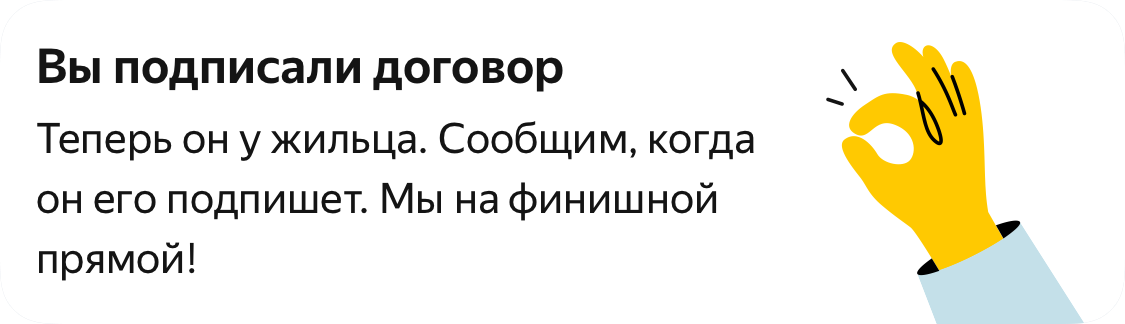 Вы подписали договор
Теперь он у жильца. Сообщим, когда
он его подпишет. Мы на финишной
прямой!